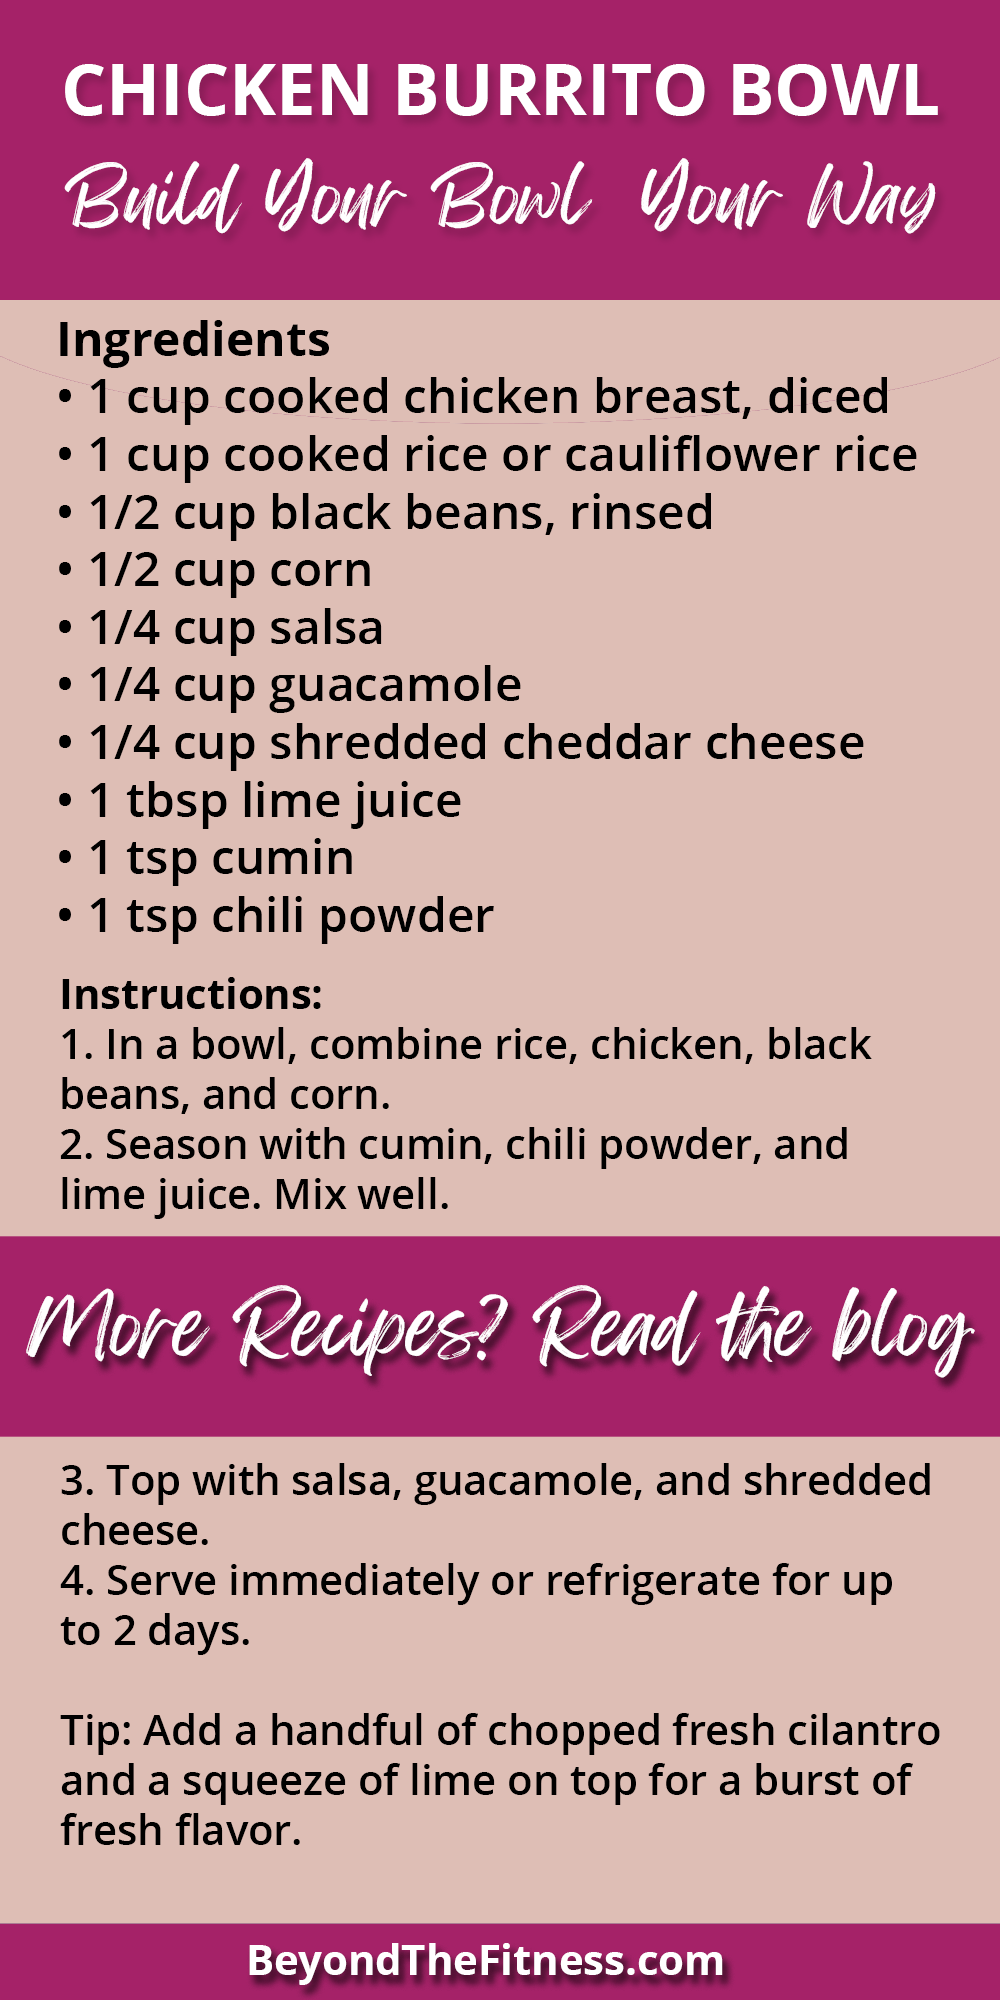 CHICKEN BURRITO BOWL
Build Your Bowl Your Way
Ingredients
• 1 cup cooked chicken breast, diced
• 1 cup cooked rice or cauliflower rice
• 1/2 cup black beans, rinsed
• 1/2 cup corn
• 1/4 cup salsa
• 1/4 cup guacamole
• 1/4 cup shredded cheddar cheese
• 1 tbsp lime juice
• 1 tsp cumin
• 1 tsp chili powder
Instructions:
1. In a bowl, combine rice, chicken, black
beans, and corn.
2. Season with cumin, chili powder, and
lime juice. Mix well.
More Recipes? Read the blog
3. Top with salsa, guacamole, and shredded
cheese.
4. Serve immediately or refrigerate for up
to 2 days.
Tip: Add a handful of chopped fresh cilantro
and a squeeze of lime on top for a burst of
fresh flavor.
BeyondTheFitness.com